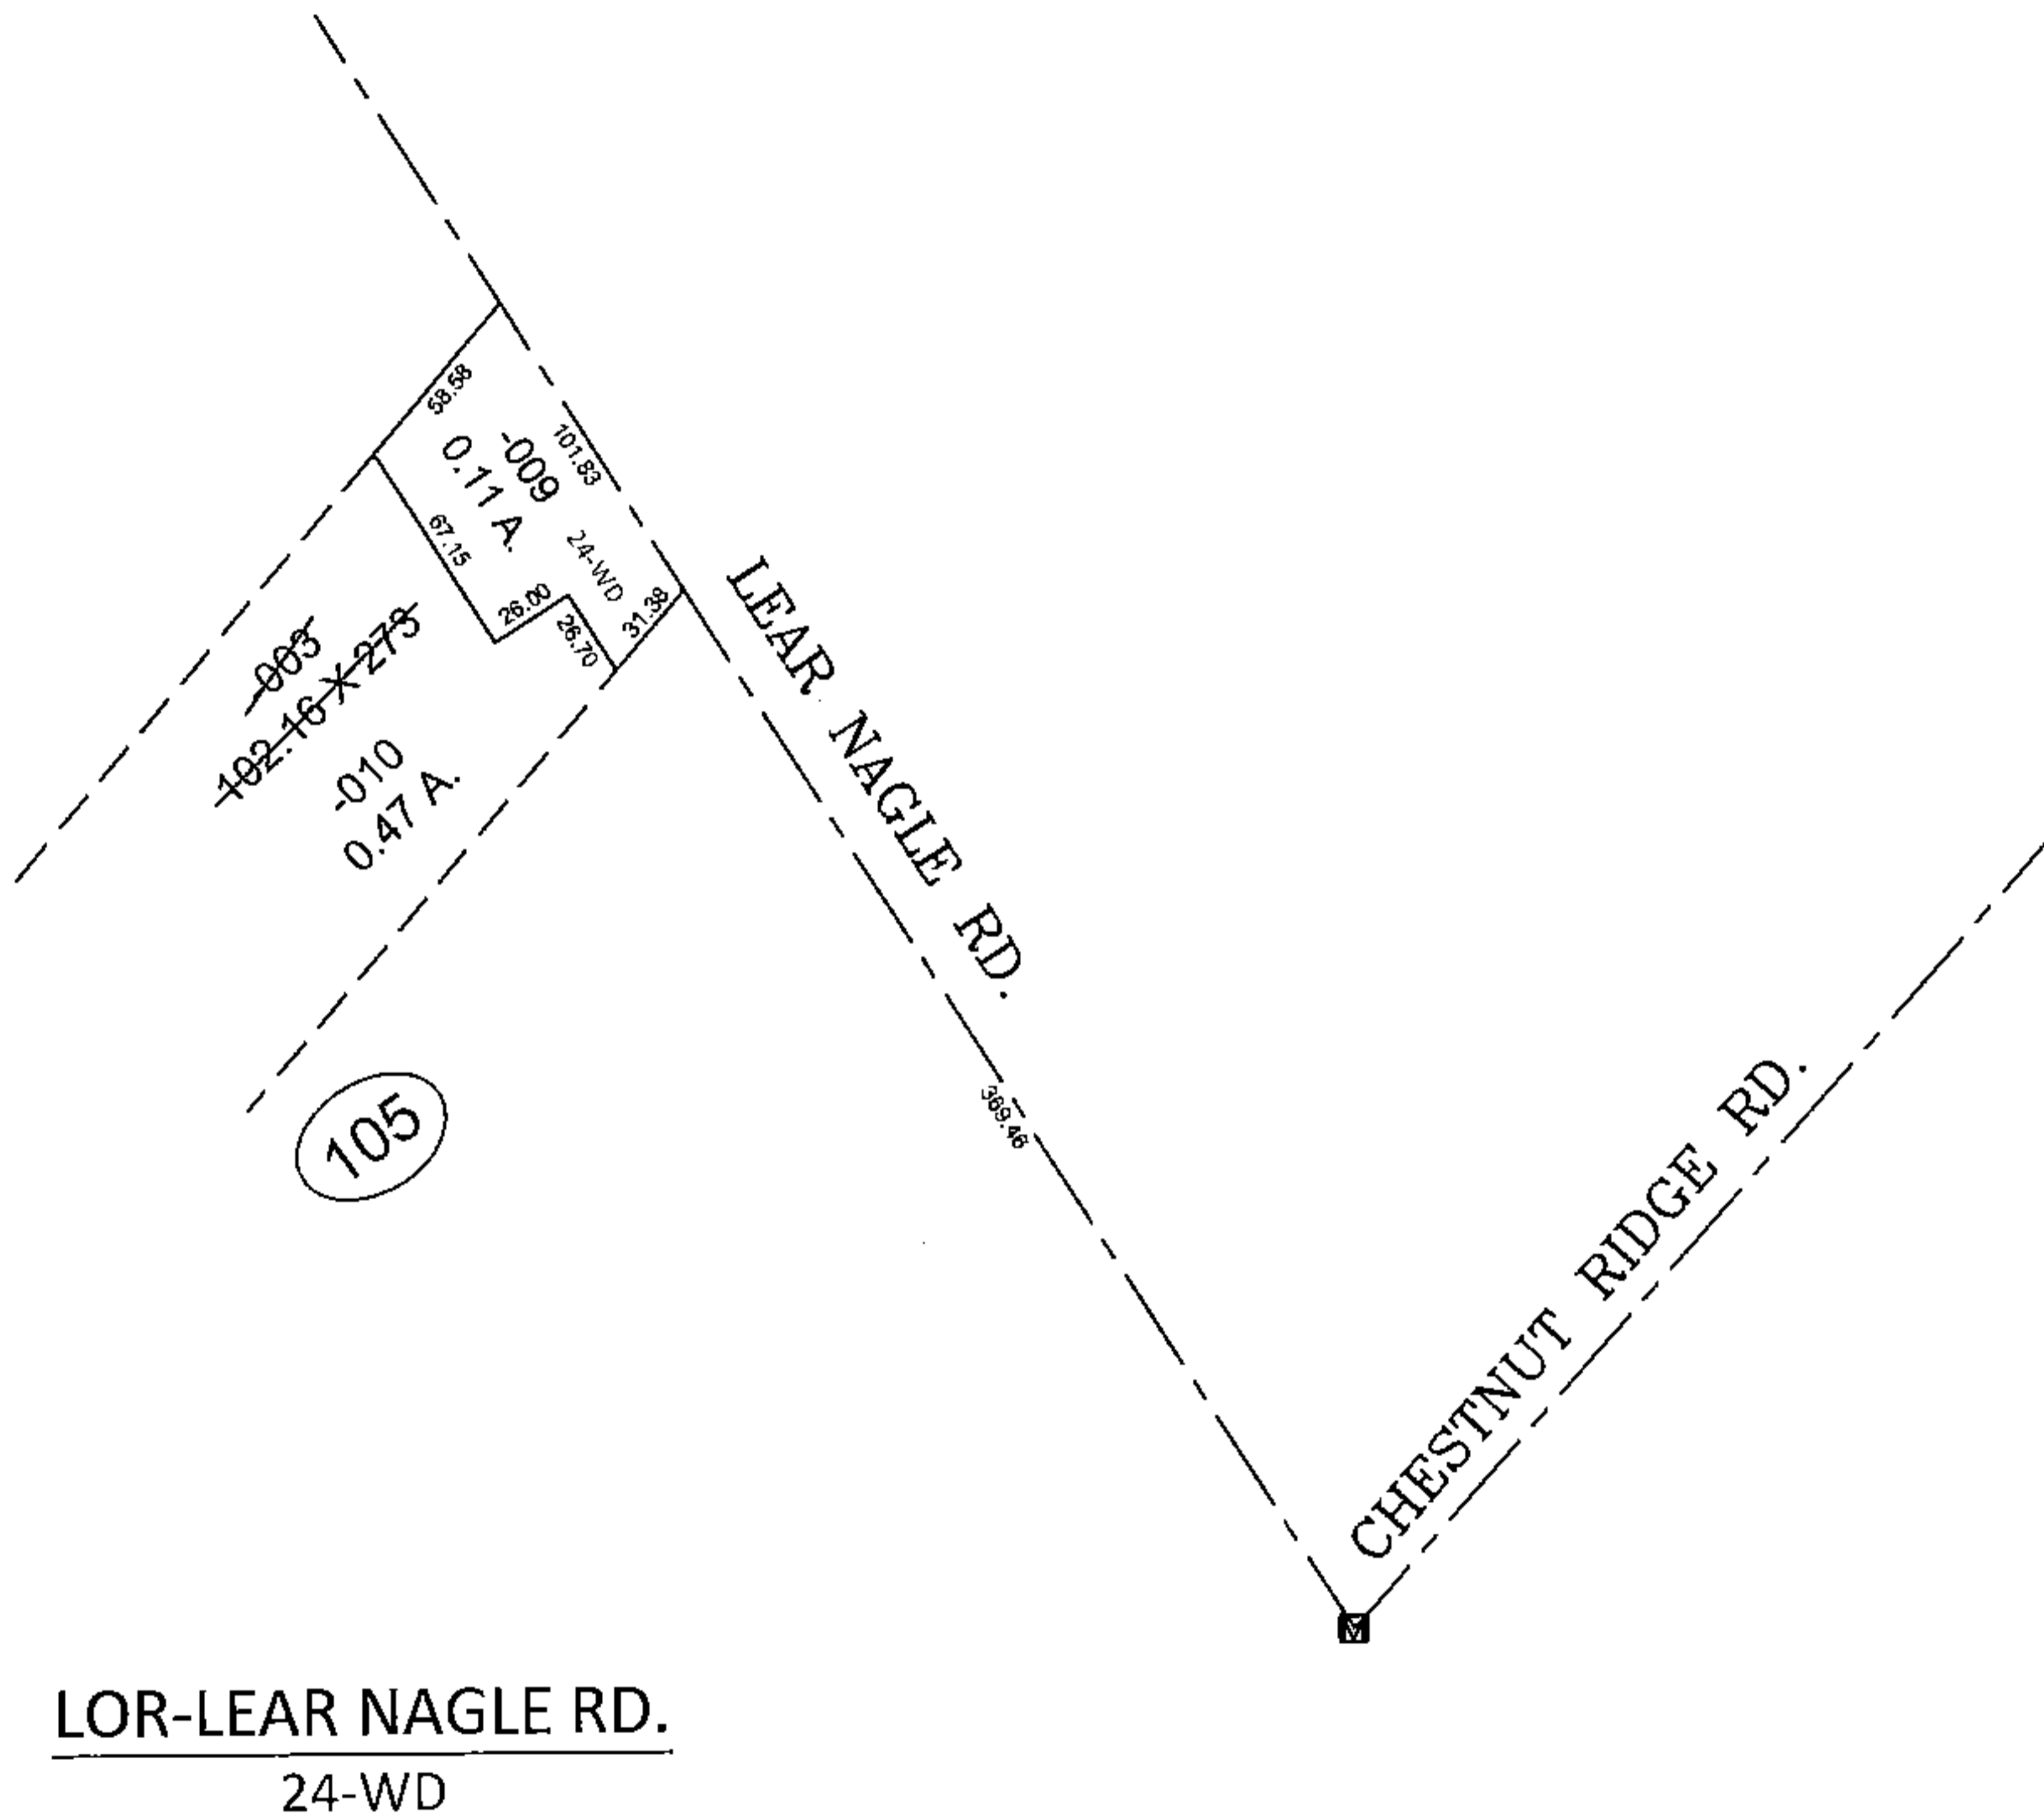 58.58
101.83
-009
0.11 A.
24-WD
67.15
26.00
26.70
31.38
LEAR NAGLE RD.
-003
102.16 X 273
-010
0.47 A.
105
369.46
CHESTNUT RIDGE RD.
M
LOR-LEAR NAGLE RD.
24-WD